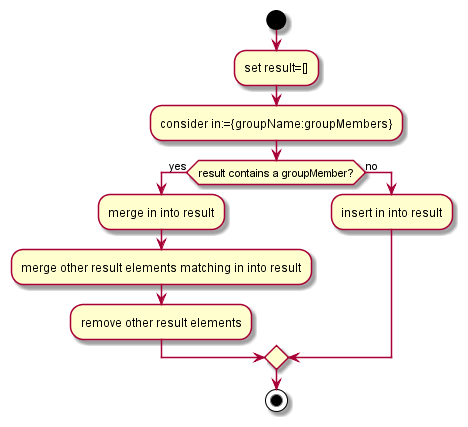 set result=[]
consider in:={groupName:groupMembers}
yes
result contains a groupMember?
no
merge in into result
insert in into result
merge other result elements matching in into result
remove other result elements